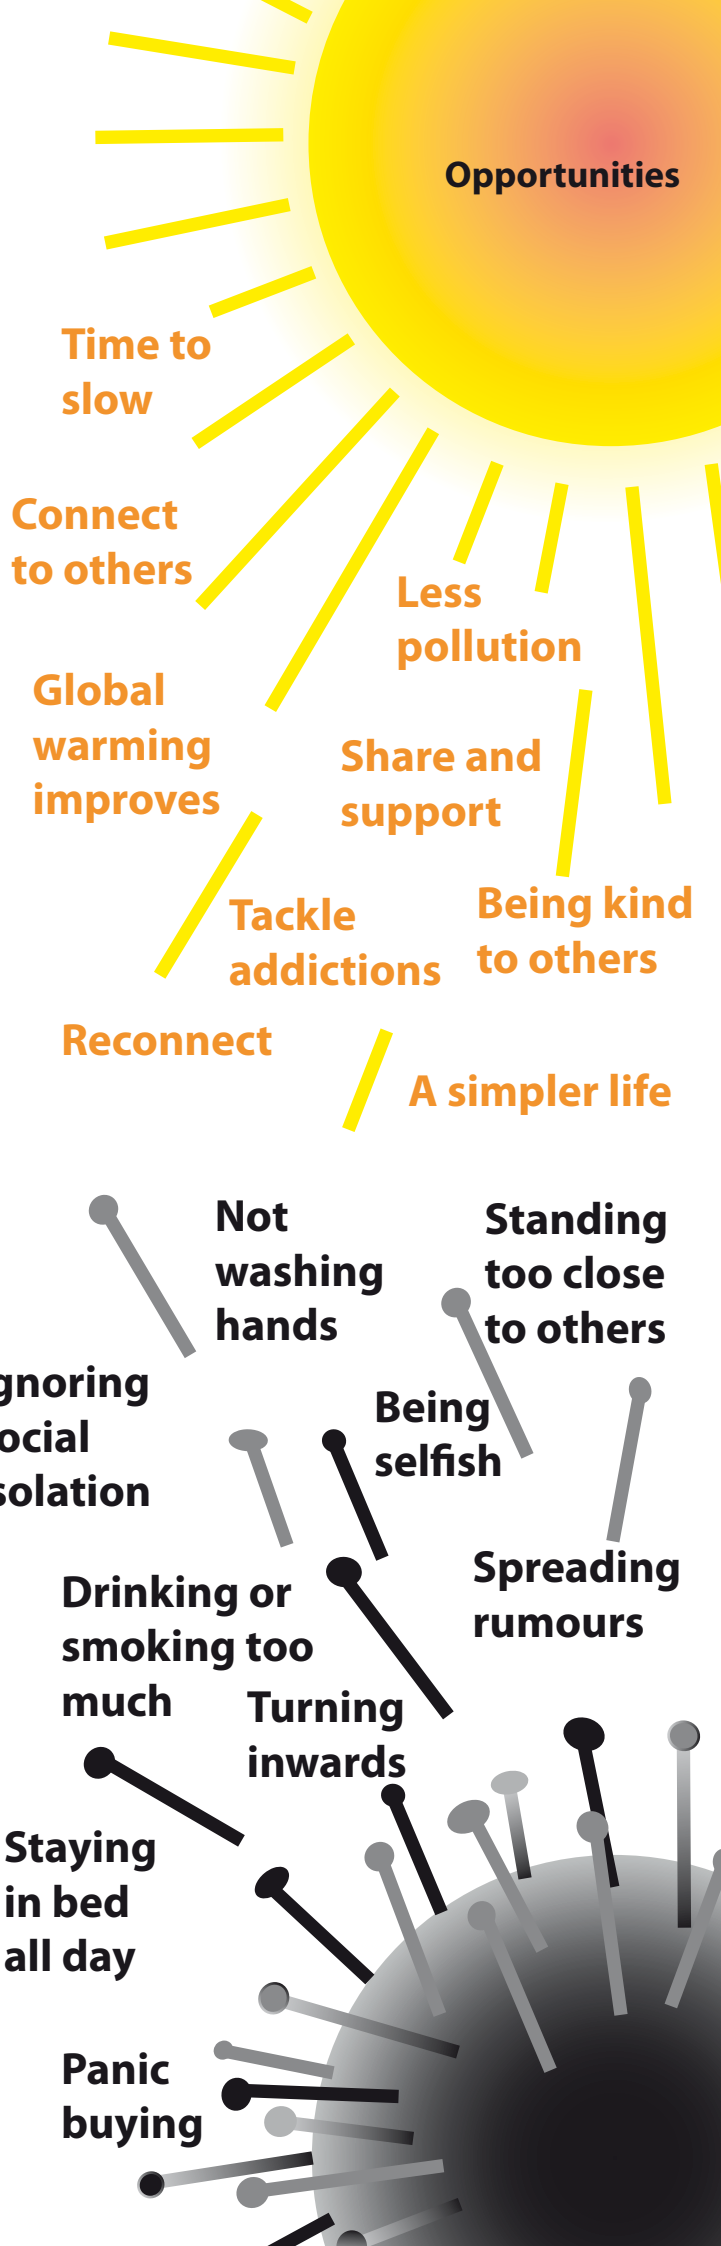 Opportunities
Time to
slow
Connect
to others
Less
pollution
Global
warming
improves
Share and
support
Tackle
addictions
Being kind
to others
Reconnect
A simpler life
Not
washing
hands
Standing
too close
to others
gnoring
ocial
solation
Being
selfish
Drinking or
smoking too
much
Spreading
rumours
Turning
inwards
Staying
in bed
all day
Panic
buying